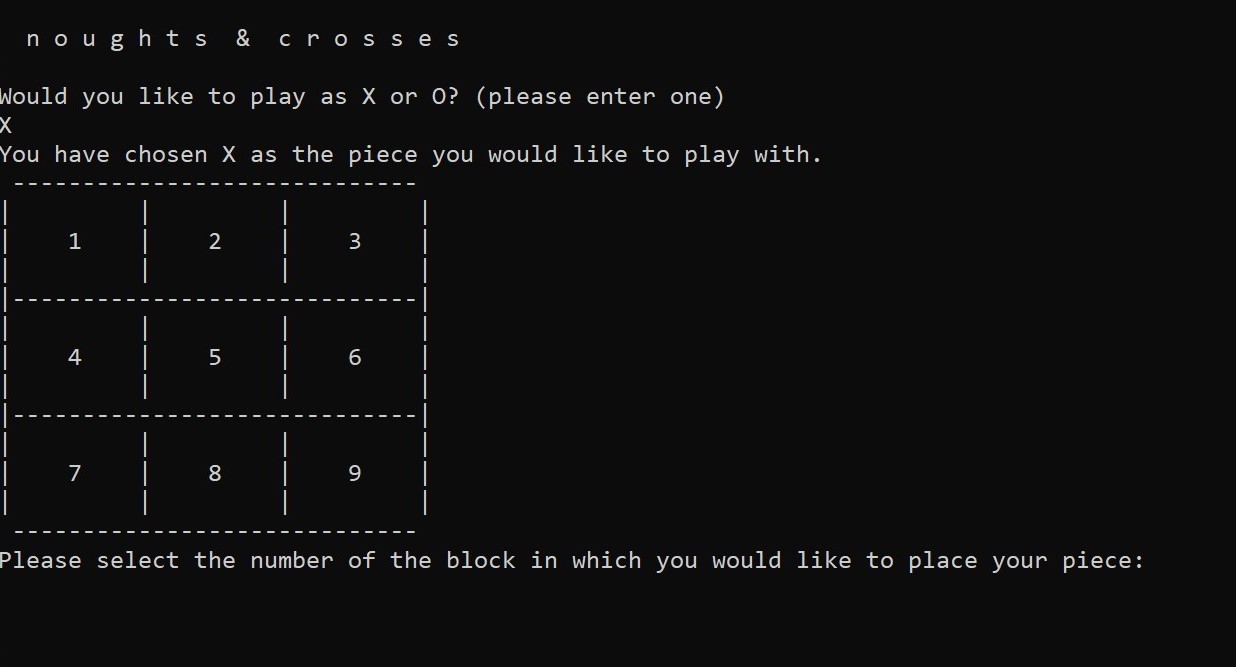 n o u g h t s & c r o s s e s
Would you like to play as X or O? (please enter one)
X
You have chosen X as the piece you would like to play with.
1 2 3
4 5 6
7 8 9
Please select the number of the block in which you would like to place your piece: